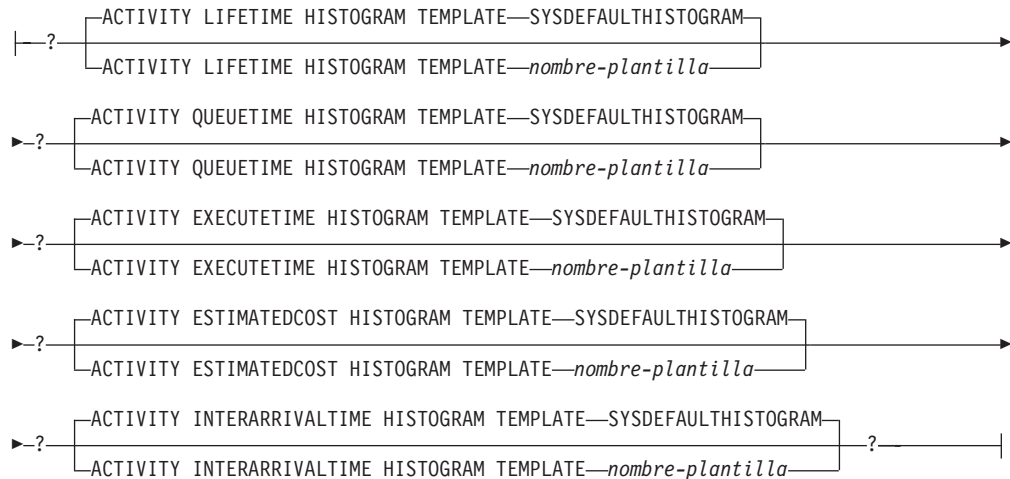 ACTIVITY LIFETIME HISTOGRAM TEMPLATE SYSDEFAULTHISTOGRAM
?
ACTIVITY LIFETIME HISTOGRAM TEMPLATE nombre-plantilla
ACTIVITY QUEUETIME HISTOGRAM TEMPLATE SYSDEFAULTHISTOGRAM
?
ACTIVITY QUEUETIME HISTOGRAM TEMPLATE nombre-plantilla
ACTIVITY EXECUTETIME HISTOGRAM TEMPLATE SYSDEFAULTHISTOGRAM
?
ACTIVITY EXECUTETIME HISTOGRAM TEMPLATE nombre-plantilla
ACTIVITY ESTIMATEDCOST HISTOGRAM TEMPLATE SYSDEFAULTHISTOGRAM
?
ACTIVITY ESTIMATEDCOST HISTOGRAM TEMPLATE nombre-plantilla
ACTIVITY INTERARRIVALTIME HISTOGRAM TEMPLATE SYSDEFAULTHISTOGRAM
? ?
ACTIVITY INTERARRIVALTIME HISTOGRAM TEMPLATE nombre-plantilla